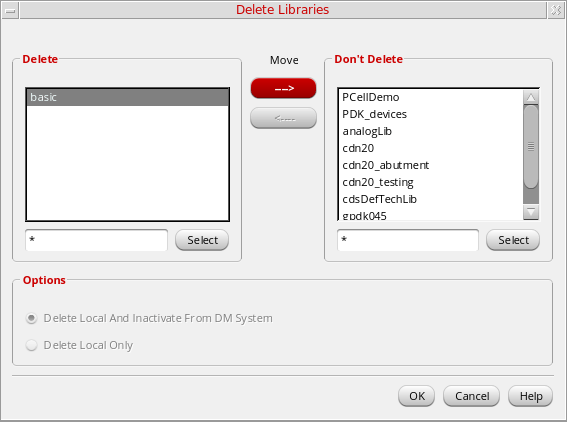 Delete Libraries
Delete
Move
Don't Delete
basic
---->
<----
PCellDemo
PDK_devices
analogLib
cdn20
cdn20_abutment
cdn20_testing
cdsDefTechLib
gpdk045
*
Select
*
Select
Options
Delete Local And Inactivate From DM System
Delete Local Only
OK
Cancel
Help